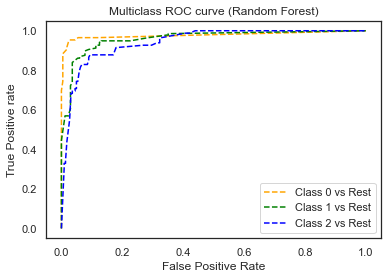 Multiclass ROC curve (Random Forest)
True Positive rate
1.0
0.8
0.6
0.4
0.2
0.0
Class 0 vs Rest
Class 1 vs Rest
Class 2 vs Rest
0.0 0.2 0.4 0.6 0.8 1.0
False Positive Rate